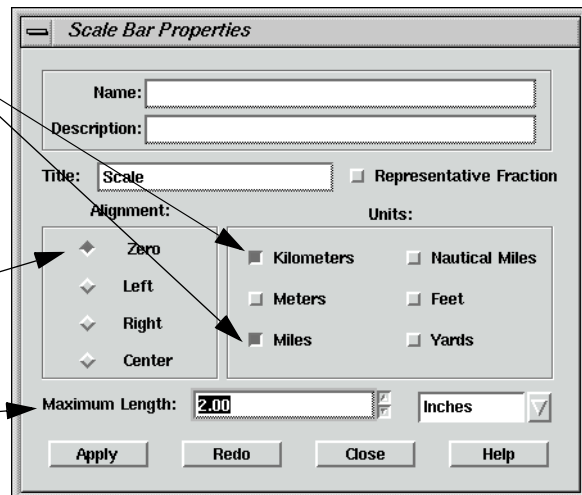 Scale Bar Properties
Name:
Description:
Title: Scale Representative Fraction
Alignment: Units:
Zero Kilometers Nautical Miles
Left Meters Feet
Right Miles Yards
Center
Maximum Length: 2.00 Inches
Apply Redo Close Help